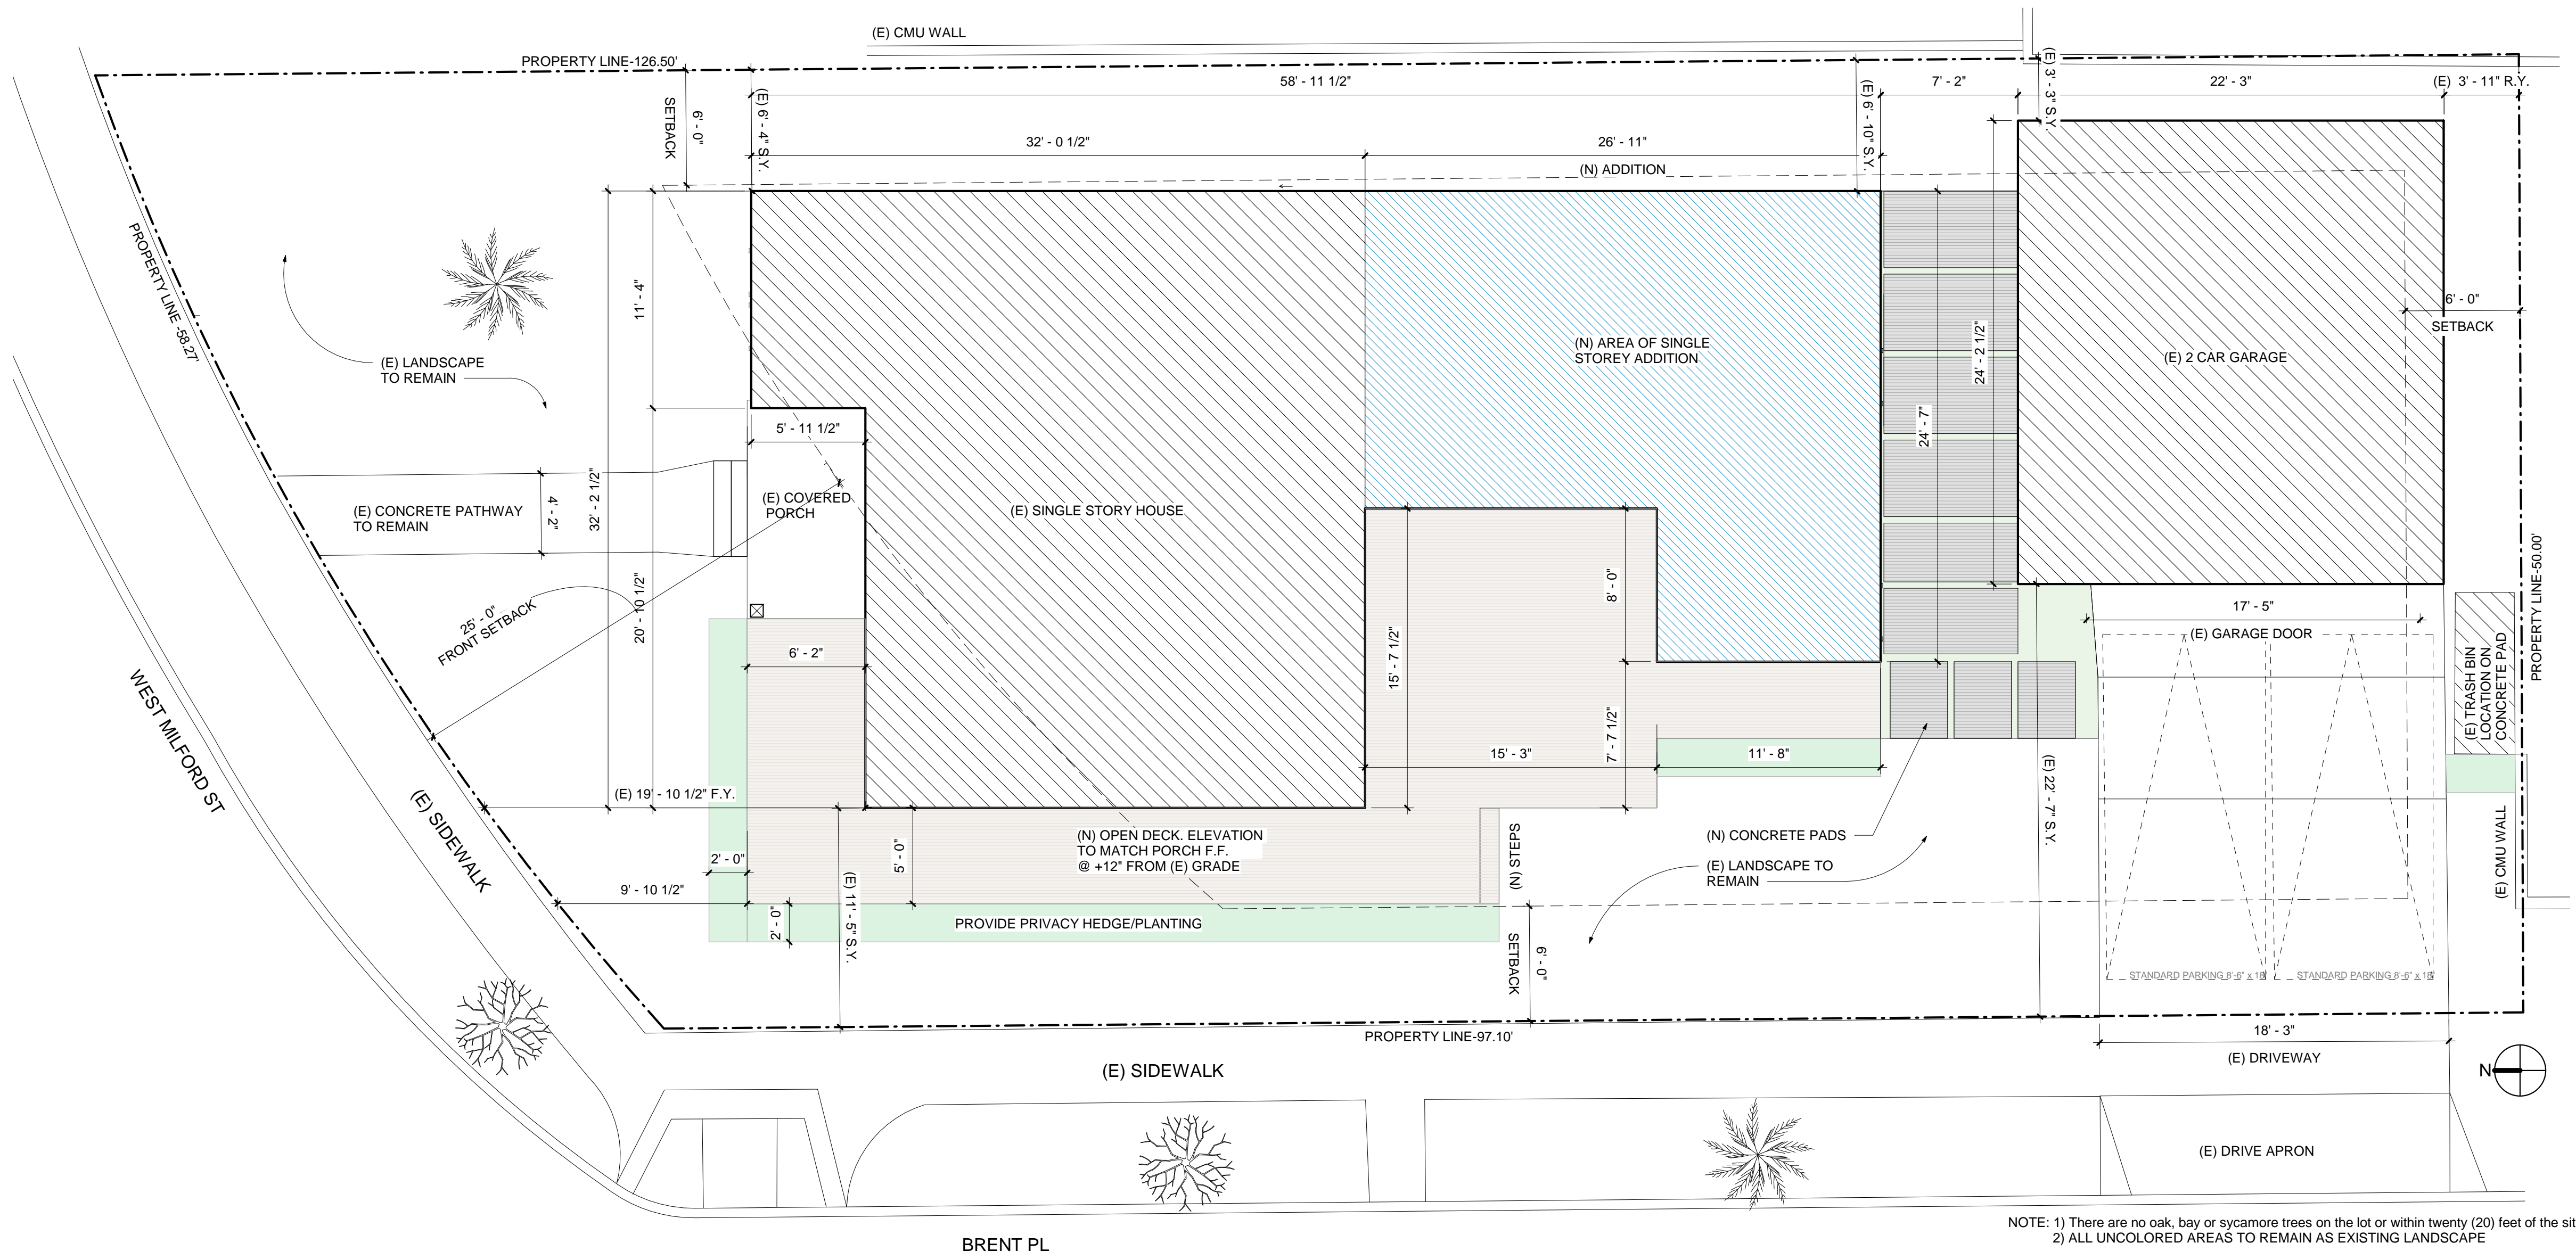 (E) CMU WALL
PROPERTY LINE-126.50'
58' - 11 1/2"
7' - 2"
22' - 3"
(E) 3' - 11" R.Y.
(E) 3' - 3" S.Y.
6' - 0"
SETBACK
(E) 6' - 4" S.Y.
32' - 0 1/2"
26' - 11"
(E) 6' - 10" S.Y.
(N) ADDITION
PROPERTY LINE -58.27'
11' - 4"
(E) LANDSCAPE
TO REMAIN
(N) AREA OF SINGLE
STOREY ADDITION
24' - 2 1/2"
(E) 2 CAR GARAGE
6' - 0"
SETBACK
5' - 11 1/2"
24' - 7"
(E) CONCRETE PATHWAY
TO REMAIN
4' - 2"
32' - 2 1/2"
(E) COVERED
PORCH
(E) SINGLE STORY HOUSE
PROPERTY LINE-50.00'
25' - 0"
FRONT SETBACK
20' - 10 1/2"
6' - 2"
15' - 7 1/2"
8' - 0"
17' - 5"
(E) GARAGE DOOR
(E) TRASH BIN
LOCATION ON
CONCRETE PAD
WEST MILFORD ST
(E) SIDEWALK
(E) 19' - 10 1/2" F.Y.
15' - 3"
7' - 7 1/2"
11' - 8"
(E) 22' - 7" S.Y.
(N) OPEN DECK. ELEVATION
TO MATCH PORCH F.F.
@ +12" FROM (E) GRADE
(N) STEPS
(N) CONCRETE PADS
(E) LANDSCAPE TO
REMAIN
(E) CMU WALL
2' - 0"
5' - 0"
9' - 10 1/2"
2' - 0"
(E) 11' - 5" S.Y.
PROVIDE PRIVACY HEDGE/PLANTING
SETBACK
6' - 0"
STANDARD PARKING 8'-6" x 18'
STANDARD PARKING 8'-6" x 18'
PROPERTY LINE-97.10'
18' - 3"
(E) DRIVEWAY
(E) SIDEWALK
N
(E) DRIVE APRON
BRENT PL
NOTE: 1) There are no oak, bay or sycamore trees on the lot or within twenty (20) feet of the sit
2) ALL UNCOLORED AREAS TO REMAIN AS EXISTING LANDSCAPE